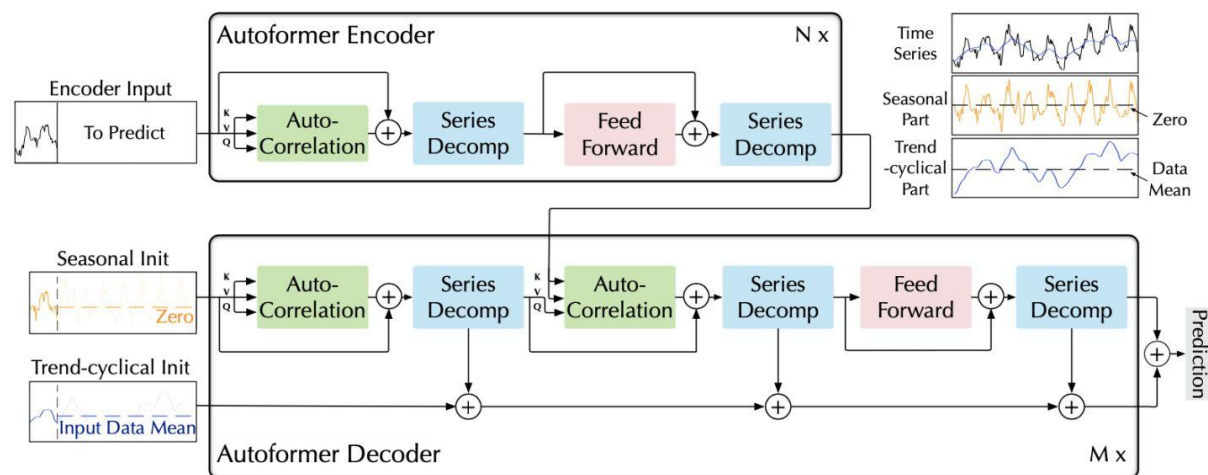 Autoformer Encoder
N x
Encoder Input
To Predict
K
V
Q
Auto-
Correlation
Series
Decomp
Feed
Forward
Series
Decomp
Time
Series
Seasonal
Part
Zero
Trend
-cyclical
Part
Data
Mean
Seasonal Init
Zero
K
V
Q
Auto-
Correlation
Series
Decomp
K
V
Q
Auto-
Correlation
Series
Decomp
Feed
Forward
Series
Decomp
Prediction
Trend-cyclical Init
Input Data Mean
Autoformer Decoder
M x